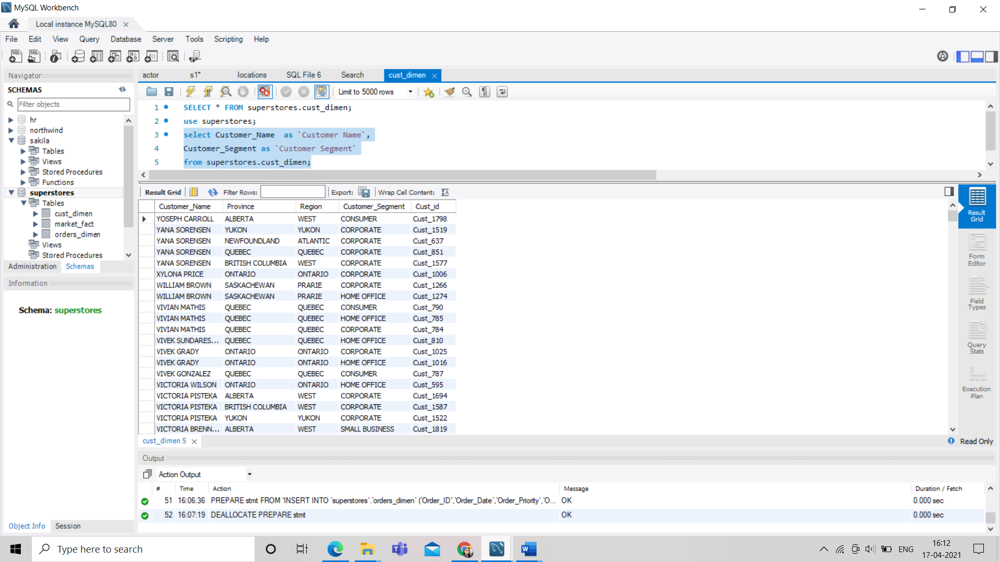 MySQL Workbench
Local instance MySQL80
File Edit View Query Database Server Tools Scripting Help
Navigator
SCHEMAS
Filter objects
hr
northwind
sakila
Tables
Views
Stored Procedures
Functions
superstores
Tables
cust_dimen
market_fact
orders_dimen
Views
Stored Procedures
Administration Schemas
Information
Schema: superstores
Object Info Session
actor s1* locations SQL File 6 Search cust_dimen
Limit to 5000 rows
1 SELECT * FROM superstores.cust_dimen;
2 use superstores;
3 select Customer_Name  as `Customer Name`,
4 Customer_Segment as `Customer Segment`
5 from superstores.cust_dimen;
Result Grid Filter Rows: Export: Wrap Cell Content:
Customer_Name Province Region Customer_Segment Cust_id
YOSEPH CARROLL ALBERTA WEST CONSUMER Cust_1798
YANA SORENSEN YUKON YUKON CORPORATE Cust_1519
YANA SORENSEN NEWFOUNDLAND ATLANTIC CORPORATE Cust_637
YANA SORENSEN QUEBEC QUEBEC CORPORATE Cust_851
YANA SORENSEN BRITISH COLUMBIA WEST CORPORATE Cust_1577
XYLONA PRICE ONTARIO ONTARIO CORPORATE Cust_1006
WILLIAM BROWN SASKACHEWAN PRARIE CORPORATE Cust_1266
WILLIAM BROWN SASKACHEWAN PRARIE HOME OFFICE Cust_1274
VIVIAN MATHIS QUEBEC QUEBEC CONSUMER Cust_790
VIVIAN MATHIS QUEBEC QUEBEC HOME OFFICE Cust_785
VIVIAN MATHIS QUEBEC QUEBEC CORPORATE Cust_784
VIVEK SUNDARES... QUEBEC QUEBEC HOME OFFICE Cust_810
VIVEK GRADY ONTARIO ONTARIO CORPORATE Cust_1025
VIVEK GRADY ONTARIO ONTARIO HOME OFFICE Cust_1016
VIVEK GONZALEZ QUEBEC QUEBEC CONSUMER Cust_787
VICTORIA WILSON ONTARIO ONTARIO HOME OFFICE Cust_595
VICTORIA PISTEKA ALBERTA WEST CORPORATE Cust_1694
VICTORIA PISTEKA BRITISH COLUMBIA WEST CORPORATE Cust_1587
VICTORIA PISTEKA YUKON YUKON CORPORATE Cust_1522
VICTORIA BRENN... ALBERTA WEST SMALL BUSINESS Cust_1819
Result
Grid
Form
Editor
Field
Types
Query
Stats
Execution
Plan
cust_dimen 5
Read Only
Output
Action Output
# Time Action Message Duration / Fetch
51 16:06:36 PREPARE stmt FROM 'INSERT INTO `superstores`.`orders_dimen` (`Order_ID`,`Order_Date`,`Order_Priority`,`O... OK 0.000 sec
52 16:07:19 DEALLOCATE PREPARE stmt OK 0.000 sec
Type here to search
ENG
16:12
17-04-2021